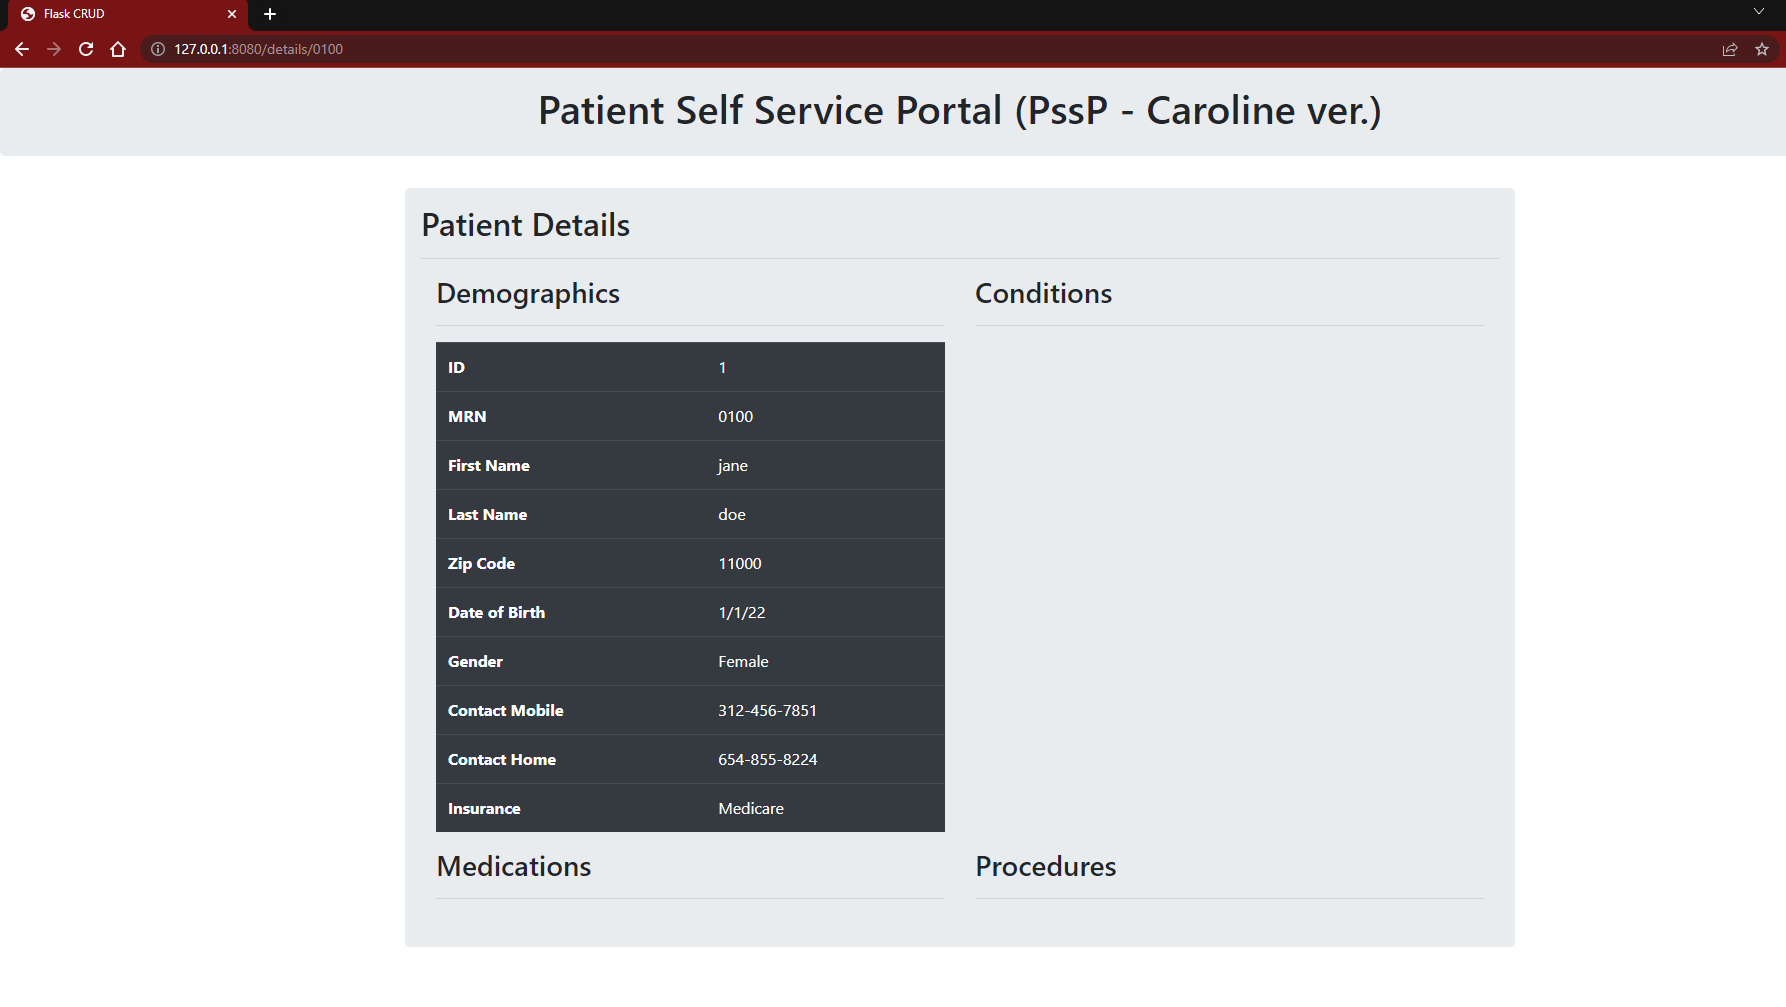 Flask CRUD
127.0.0.1:8080/details/0100
Patient Self Service Portal (PssP - Caroline ver.)
Patient Details
Demographics
ID 1
MRN 0100
First Name jane
Last Name doe
Zip Code 11000
Date of Birth 1/1/22
Gender Female
Contact Mobile 312-456-7851
Contact Home 654-855-8224
Insurance Medicare
Conditions
Medications
Procedures